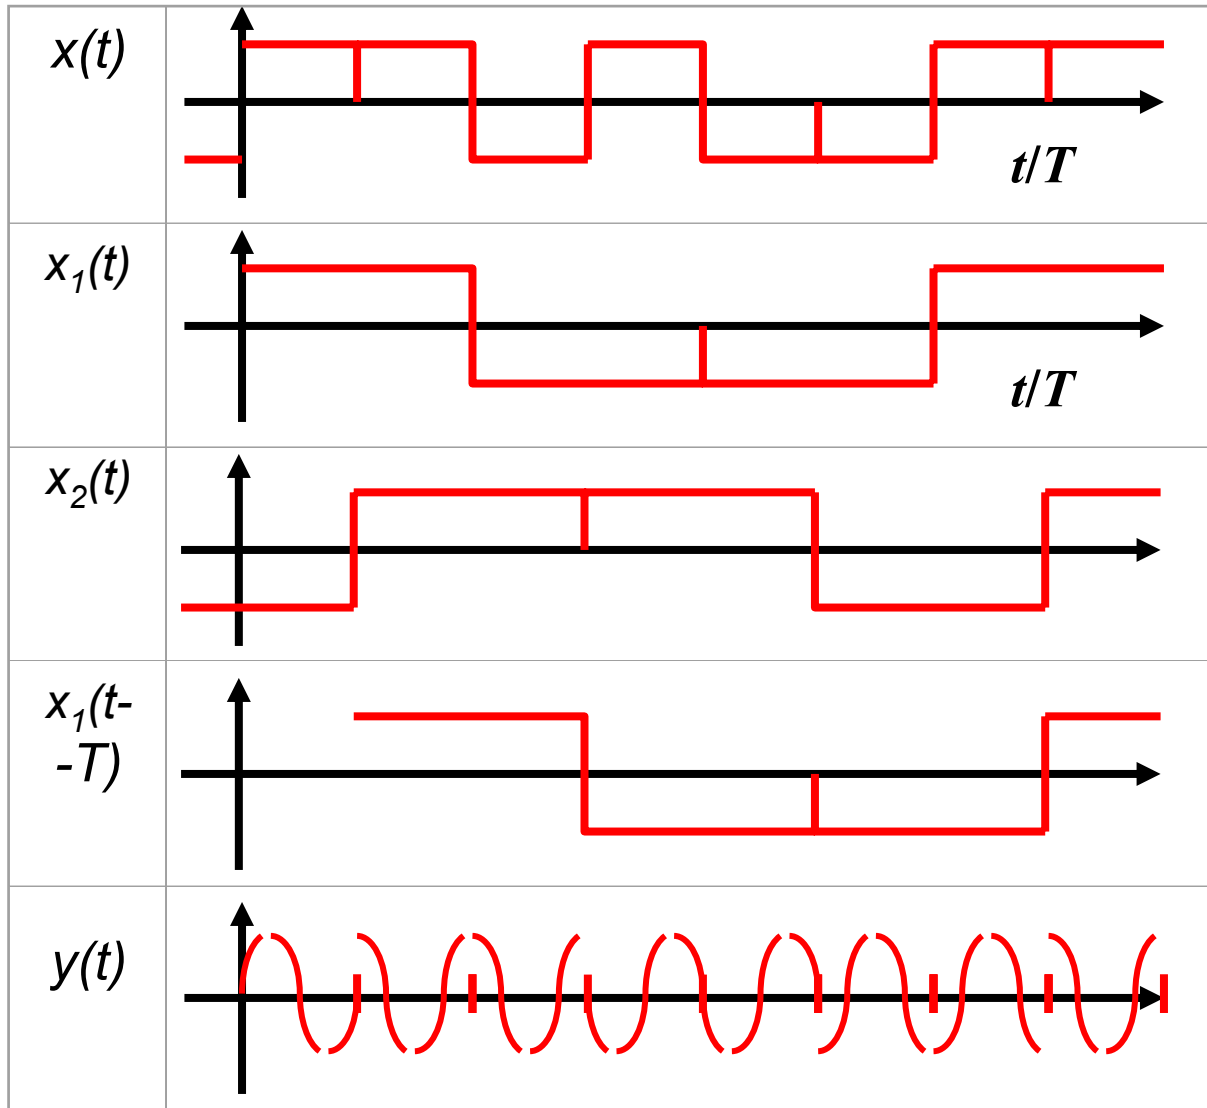 x(t)
t/T
x₁(t)
t/T
x₂(t)
x₁(t-
-T)
y(t)